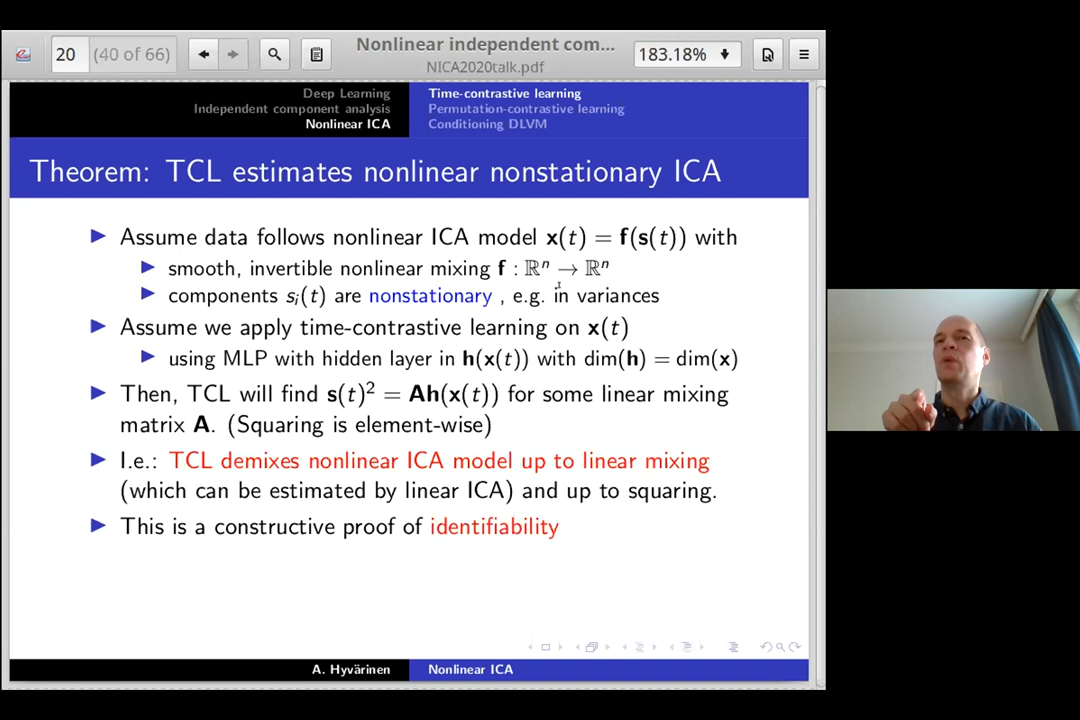 20 (40 of 66)
Nonlinear independent com...
NICA2020talk.pdf
183.18%
Deep Learning
Independent component analysis
Nonlinear ICA
Time-contrastive learning
Permutation-contrastive learning
Conditioning DLVM
Theorem: TCL estimates nonlinear nonstationary ICA
Assume data follows nonlinear ICA model x(t) = f(s(t)) with
smooth, invertible nonlinear mixing f : ℝⁿ → ℝⁿ
components sᵢ(t) are nonstationary , e.g. in variances
Assume we apply time-contrastive learning on x(t)
using MLP with hidden layer in h(x(t)) with dim(h) = dim(x)
Then, TCL will find s(t)² = Ah(x(t)) for some linear mixing
matrix A. (Squaring is element-wise)
I.e.: TCL demixes nonlinear ICA model up to linear mixing
(which can be estimated by linear ICA) and up to squaring.
This is a constructive proof of identifiability
A. Hyvärinen
Nonlinear ICA